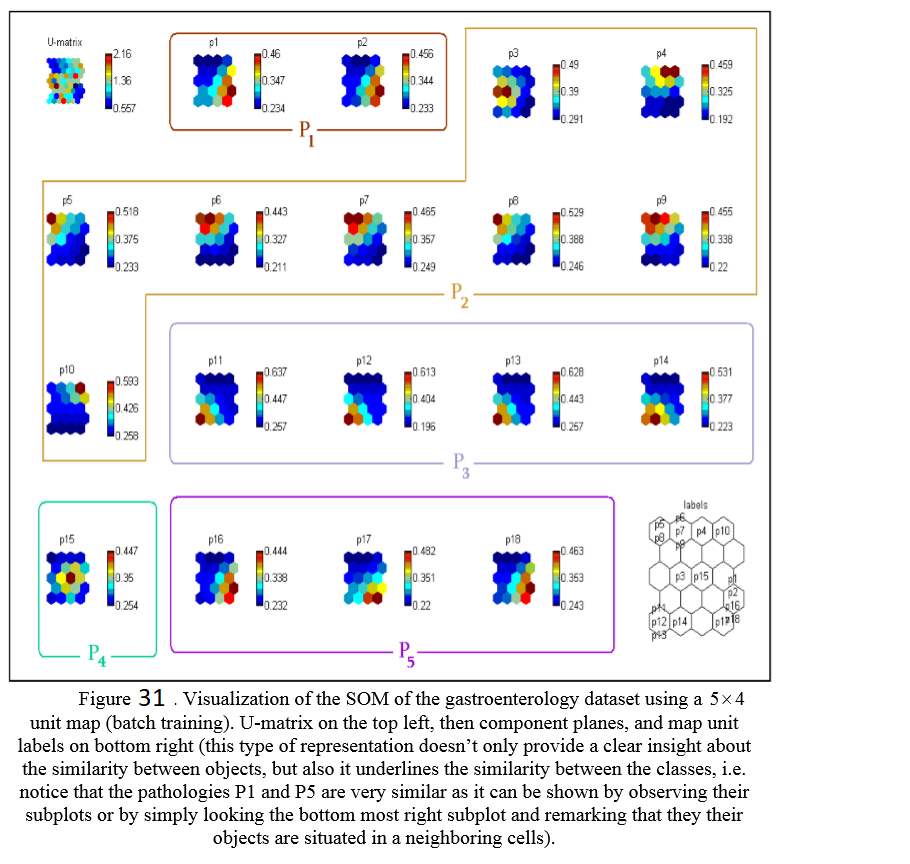 U-matrix
2.16
1.36
0.557
p1
0.46
0.347
0.234
p2
0.456
0.344
0.233
P1
p3
0.49
0.39
0.291
p4
0.459
0.325
0.192
p5
0.518
0.375
0.233
p6
0.443
0.327
0.211
p7
0.465
0.357
0.249
p8
0.529
0.388
0.246
p9
0.455
0.338
0.22
P2
p10
0.593
0.426
0.258
p11
0.637
0.447
0.257
p12
0.613
0.404
0.196
p13
0.628
0.443
0.257
p14
0.531
0.377
0.223
P3
p15
0.447
0.35
0.254
P4
p16
0.444
0.338
0.232
p17
0.482
0.351
0.22
p18
0.463
0.353
0.243
P5
labels
p5 p6
p8 p7 p4 p10
p9
p3 p15 p1
p2
p11 p16
p12 p14 p17 p18
p13
Figure 31 . Visualization of the SOM of the gastroenterology dataset using a 5×4
unit map (batch training). U-matrix on the top left, then component planes, and map unit
labels on bottom right (this type of representation doesn’t only provide a clear insight about
the similarity between objects, but also it underlines the similarity between the classes, i.e.
notice that the pathologies P1 and P5 are very similar as it can be shown by observing their
subplots or by simply looking the bottom most right subplot and remarking that they their
objects are situated in a neighboring cells).